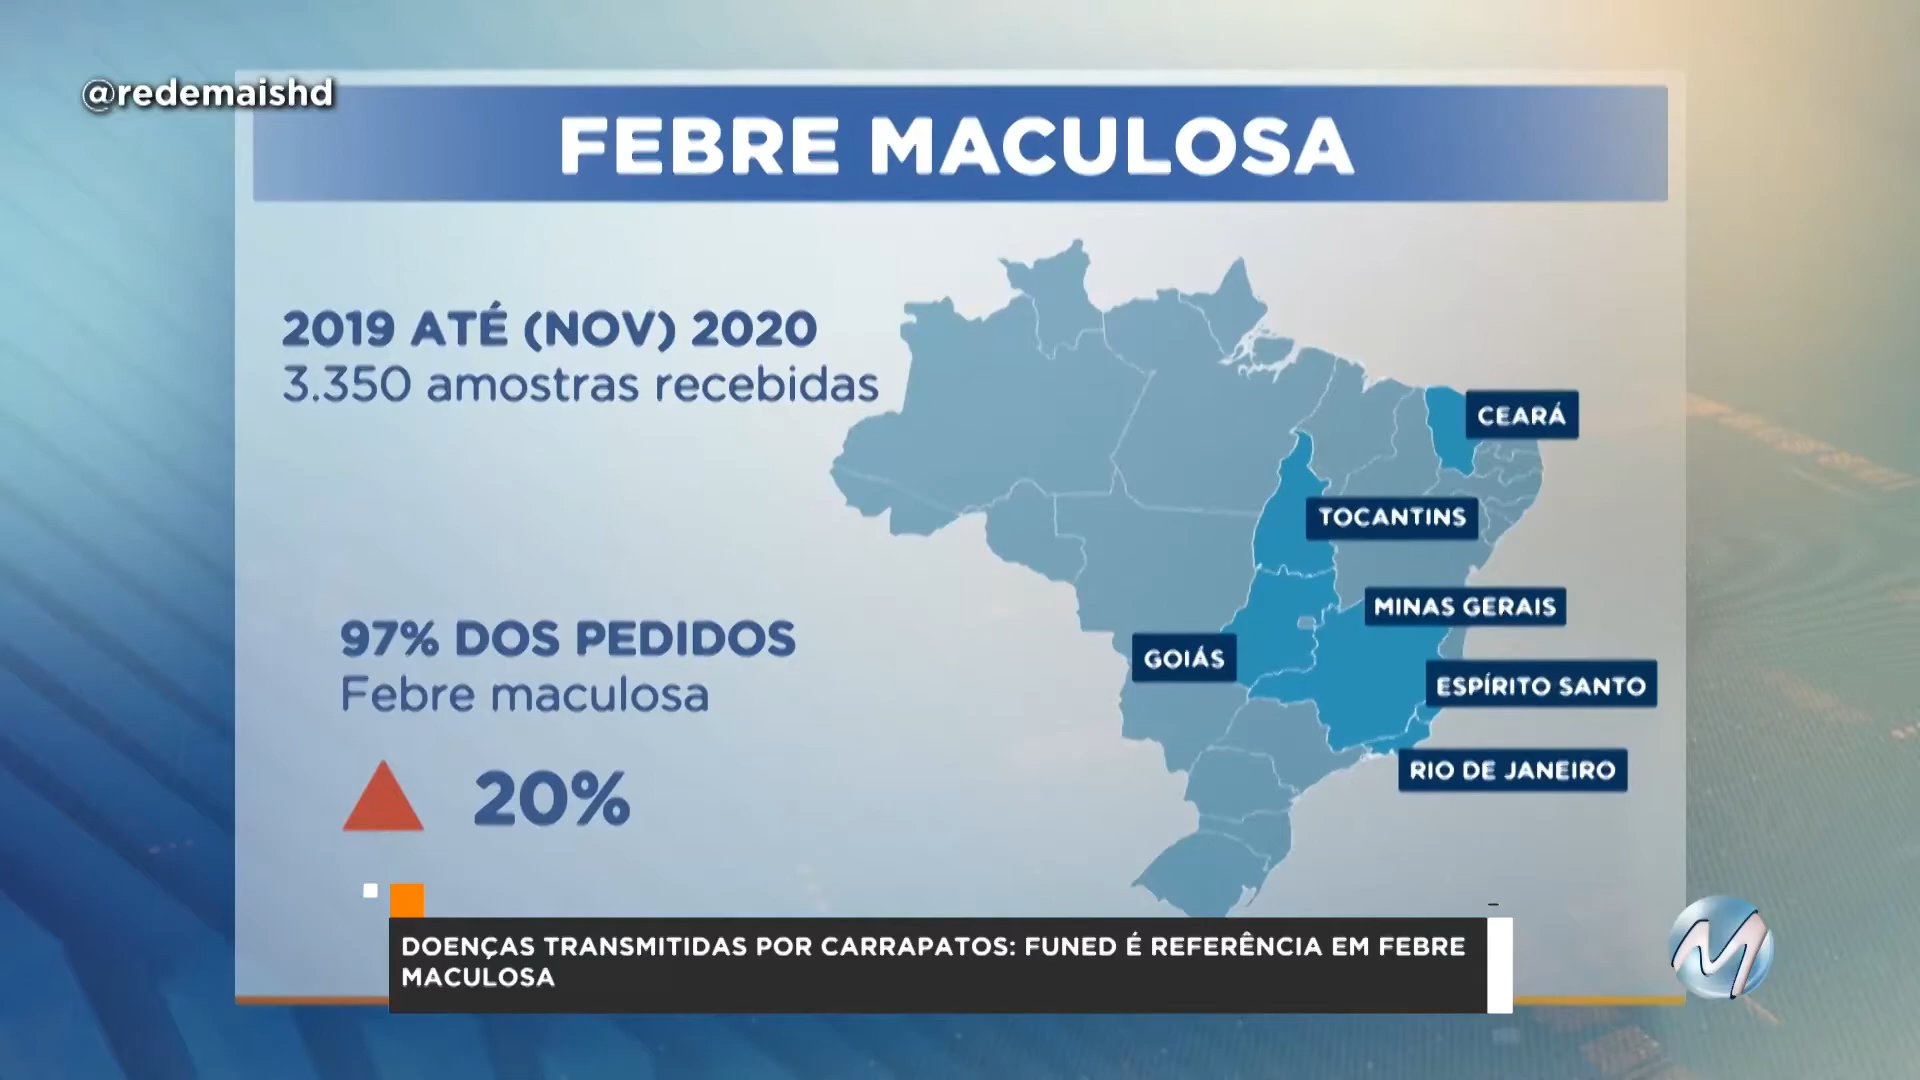 @redemaishd
FEBRE MACULOSA
2019 ATÉ (NOV) 2020
3.350 amostras recebidas
CEARÁ
TOCANTINS
MINAS GERAIS
GOIÁS
ESPÍRITO SANTO
RIO DE JANEIRO
97% DOS PEDIDOS
Febre maculosa
20%
DOENÇAS TRANSMITIDAS POR CARRAPATOS: FUNED É REFERÊNCIA EM FEBRE
MACULOSA
M